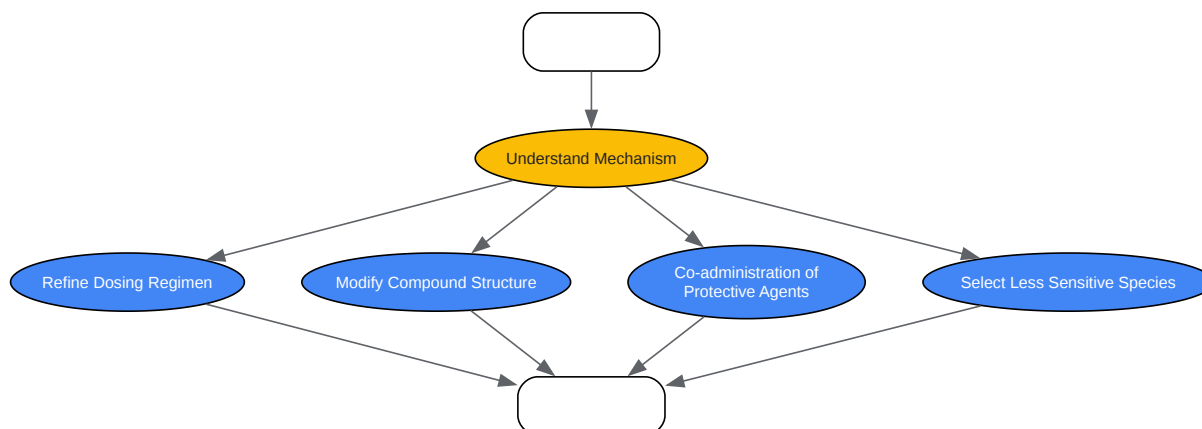 Understand Mechanism
Refine Dosing Regimen
Modify Compound Structure
Co-administration of
Protective Agents
Select Less Sensitive Species